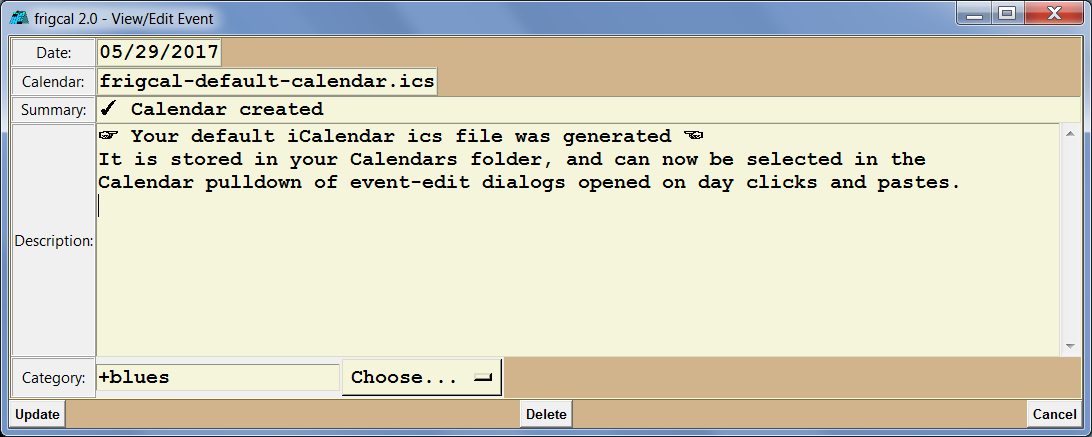 frigcal 2.0 - View/Edit Event
Date: 05/29/2017
Calendar: frigcal-default-calendar.ics
Summary: ✓ Calendar created
☞ Your default iCalendar ics file was generated ☜
It is stored in your Calendars folder, and can now be selected in the
Calendar pulldown of event-edit dialogs opened on day clicks and pastes.
Description:
Category: +blues Choose...
Update Delete Cancel